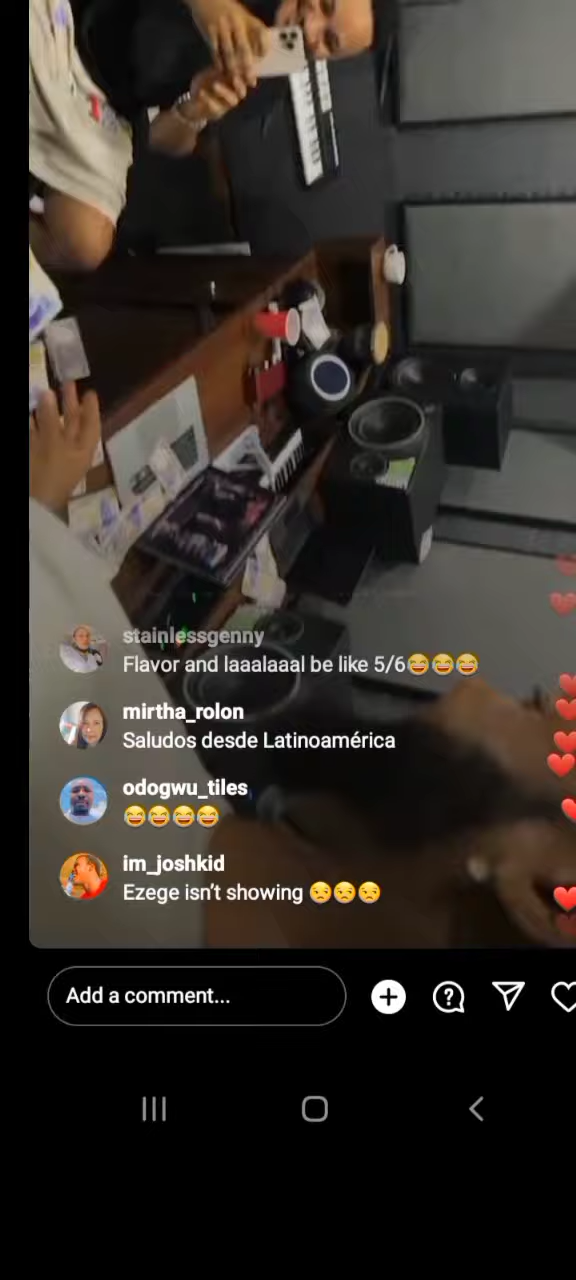 stainlessgenny
Flavor and laaalaaal be like 5/6😂😂😂
mirtha_rolon
Saludos desde Latinoamérica
odogwu_tiles
😂😂😂😂
im_joshkid
Ezege isn't showing 😒😒😒
Add a comment...